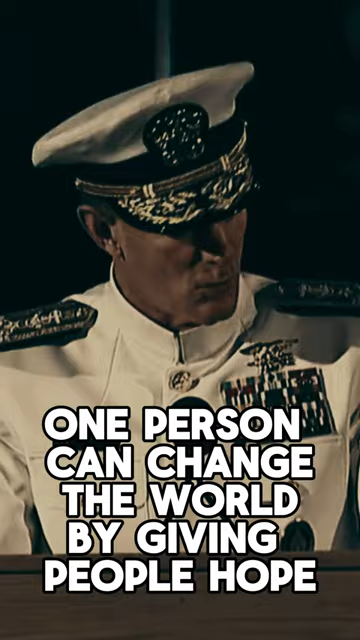 ONE PERSON
CAN CHANGE
THE WORLD
BY GIVING
PEOPLE HOPE